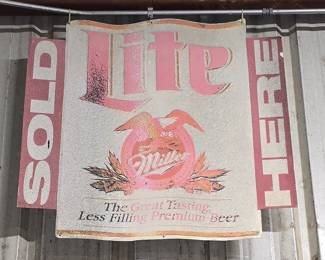 SOLD
Lite
Miller
The Great Tasting,
Less Filling Premium Beer
HERE